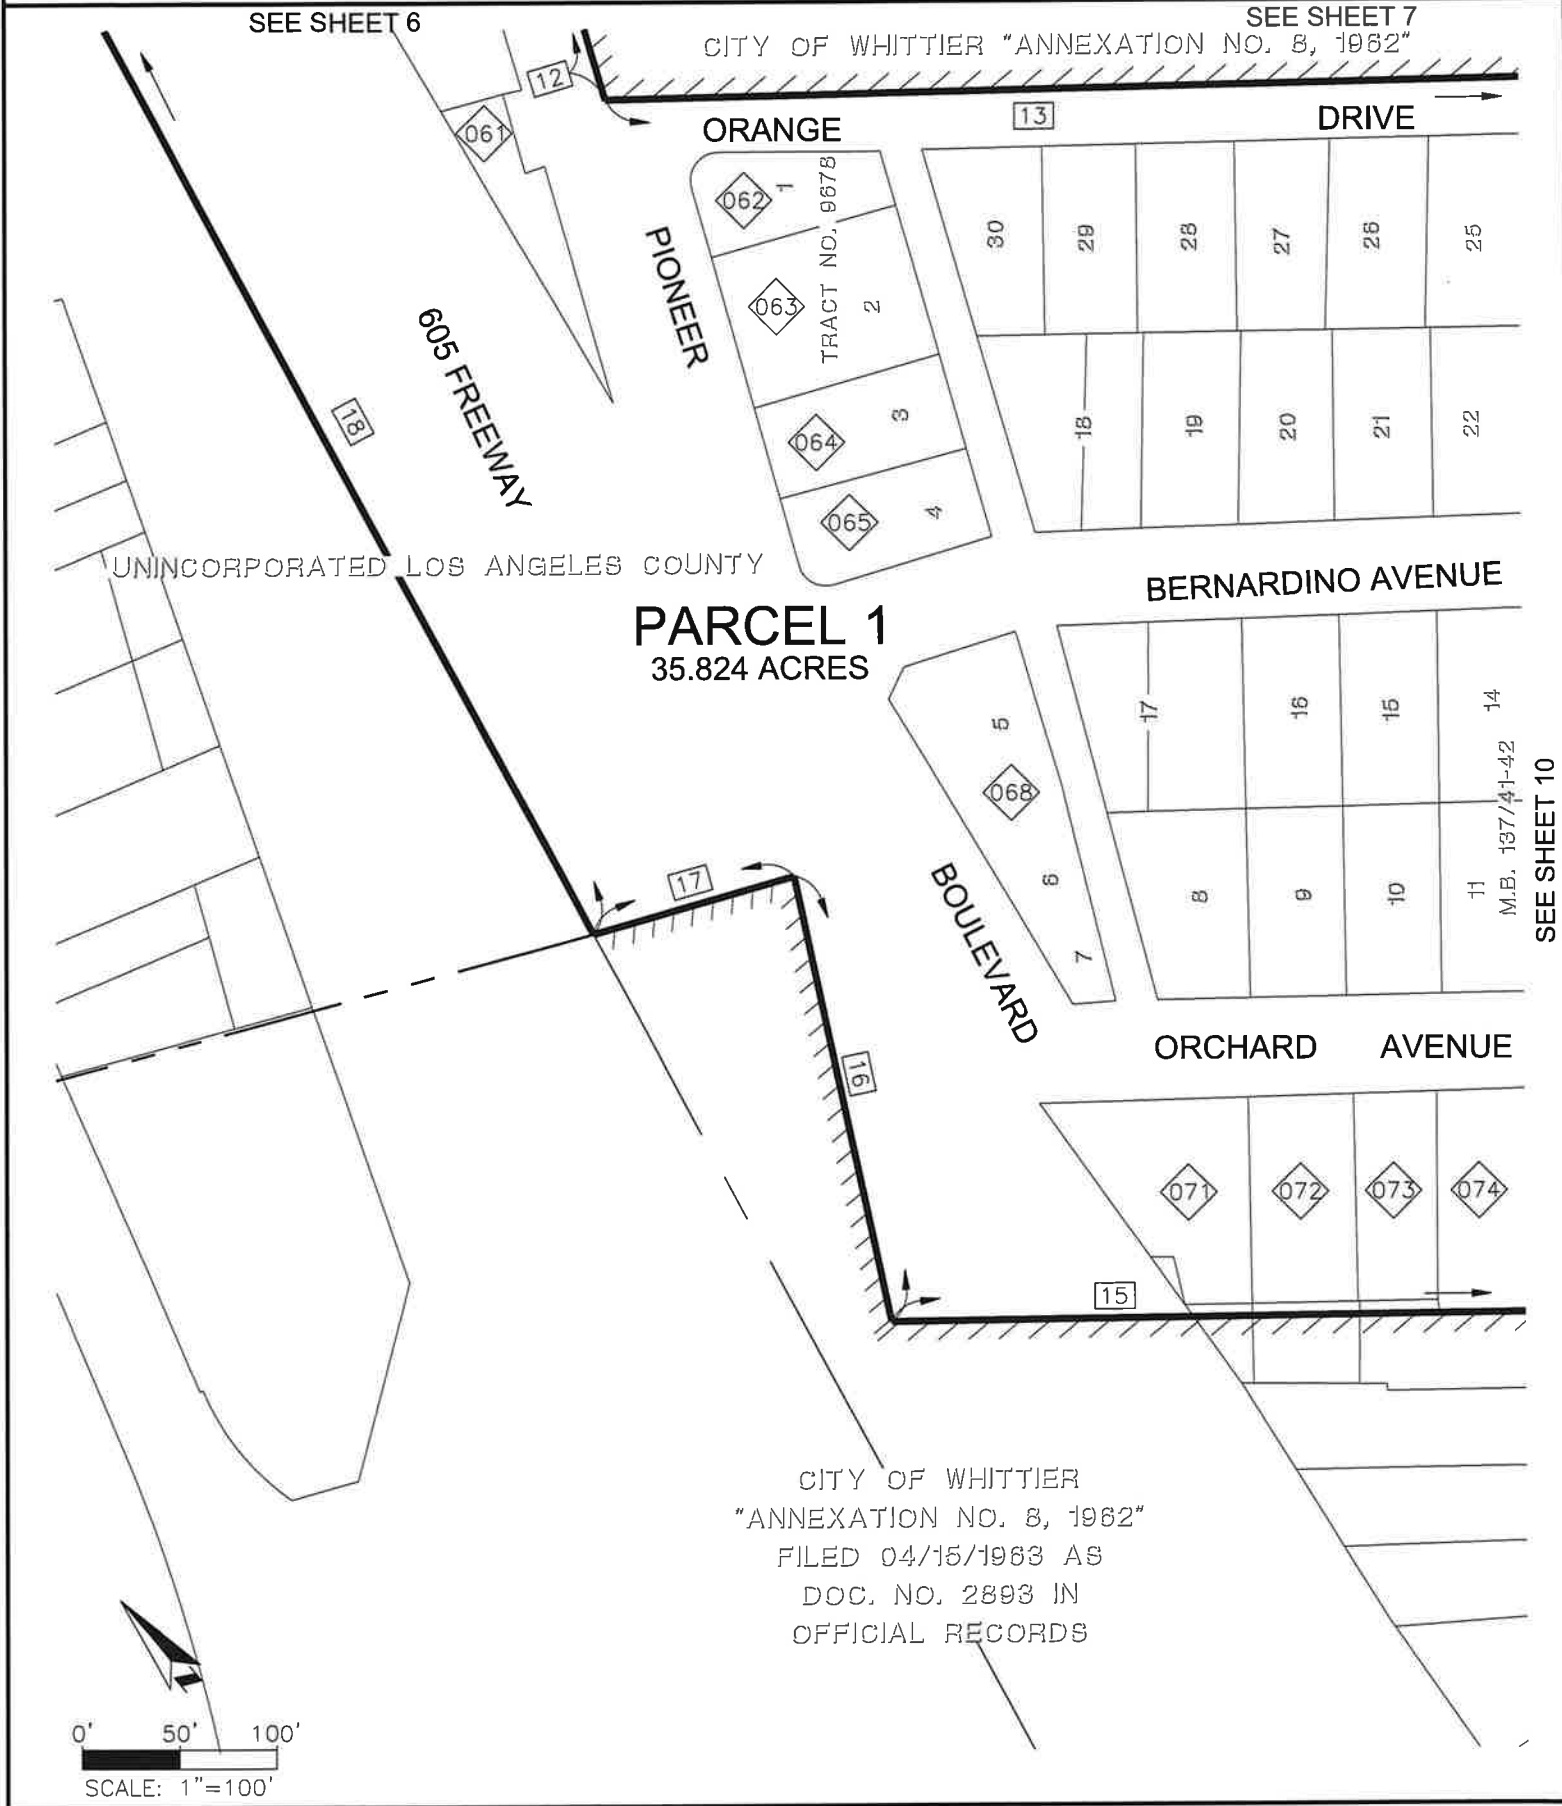 SEE SHEET 6
SEE SHEET 7
CITY OF WHITTIER "ANNEXATION NO. 8, 1962"
12
13
061
ORANGE
DRIVE
062
1
TRACT NO. 9678
PIONEER
063
2
064
3
065
4
30
29
28
27
26
25
18
19
20
21
22
605 FREEWAY
18
UNINCORPORATED LOS ANGELES COUNTY
BERNARDINO AVENUE
PARCEL 1
35.824 ACRES
5
068
6
7
17
16
15
14
8
9
10
11
M.B. 137/41-42
SEE SHEET 10
17
BOULEVARD
16
ORCHARD AVENUE
071
072
073
074
15
CITY OF WHITTIER
"ANNEXATION NO. 8, 1962"
FILED 04/15/1963 AS
DOC. NO. 2893 IN
OFFICIAL RECORDS
N
0' 50' 100'
SCALE: 1"=100'